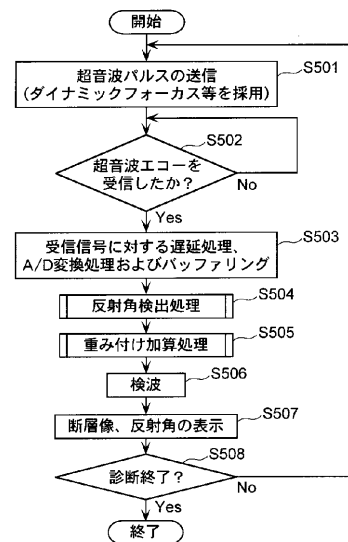 開始
超音波パルスの送信
(ダイナミックフォーカス等を採用)
S501
S502
超音波エコーを
受信したか?
No
Yes
受信信号に対する遅延処理、
A/D変換処理およびバッファリング
S503
反射角検出処理
S504
重み付け加算処理
S505
検波
S506
断層像、反射角の表示
S507
診断終了?
S508
No
Yes
終了